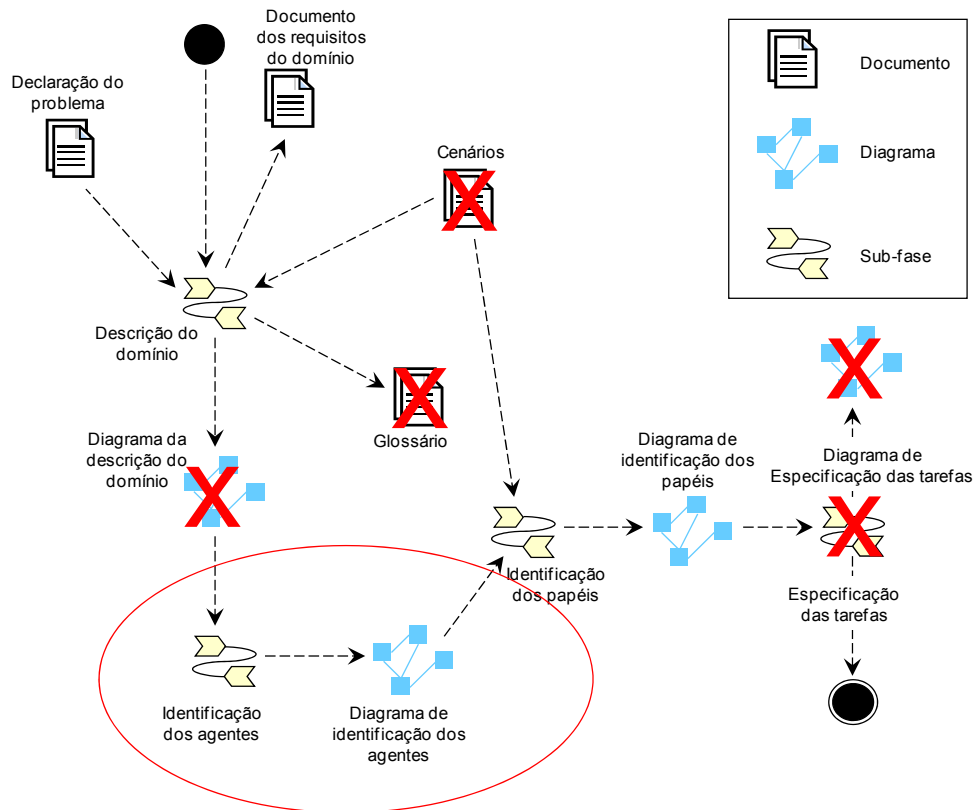 Documento
dos requisitos
do domínio
Declaração do
problema
Documento
Cenários
Diagrama
Sub-fase
Descrição do
domínio
Glossário
Diagrama da
descrição do
domínio
Diagrama de
identificação dos
papéis
Diagrama de
Especificação das tarefas
Identificação
dos papéis
Especificação
das tarefas
Identificação
dos agentes
Diagrama de
identificação dos
agentes